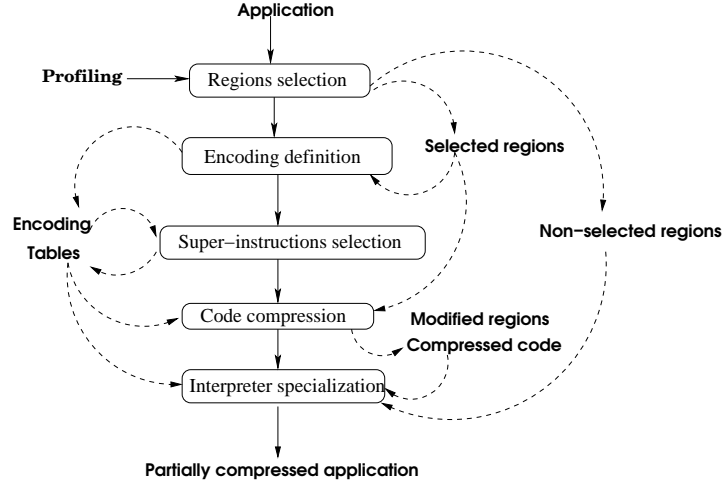 Application
Profiling
Regions selection
Encoding definition
Selected regions
Encoding
Tables
Super−instructions selection
Non−selected regions
Code compression
Modified regions
Compressed code
Interpreter specialization
Partially compressed application